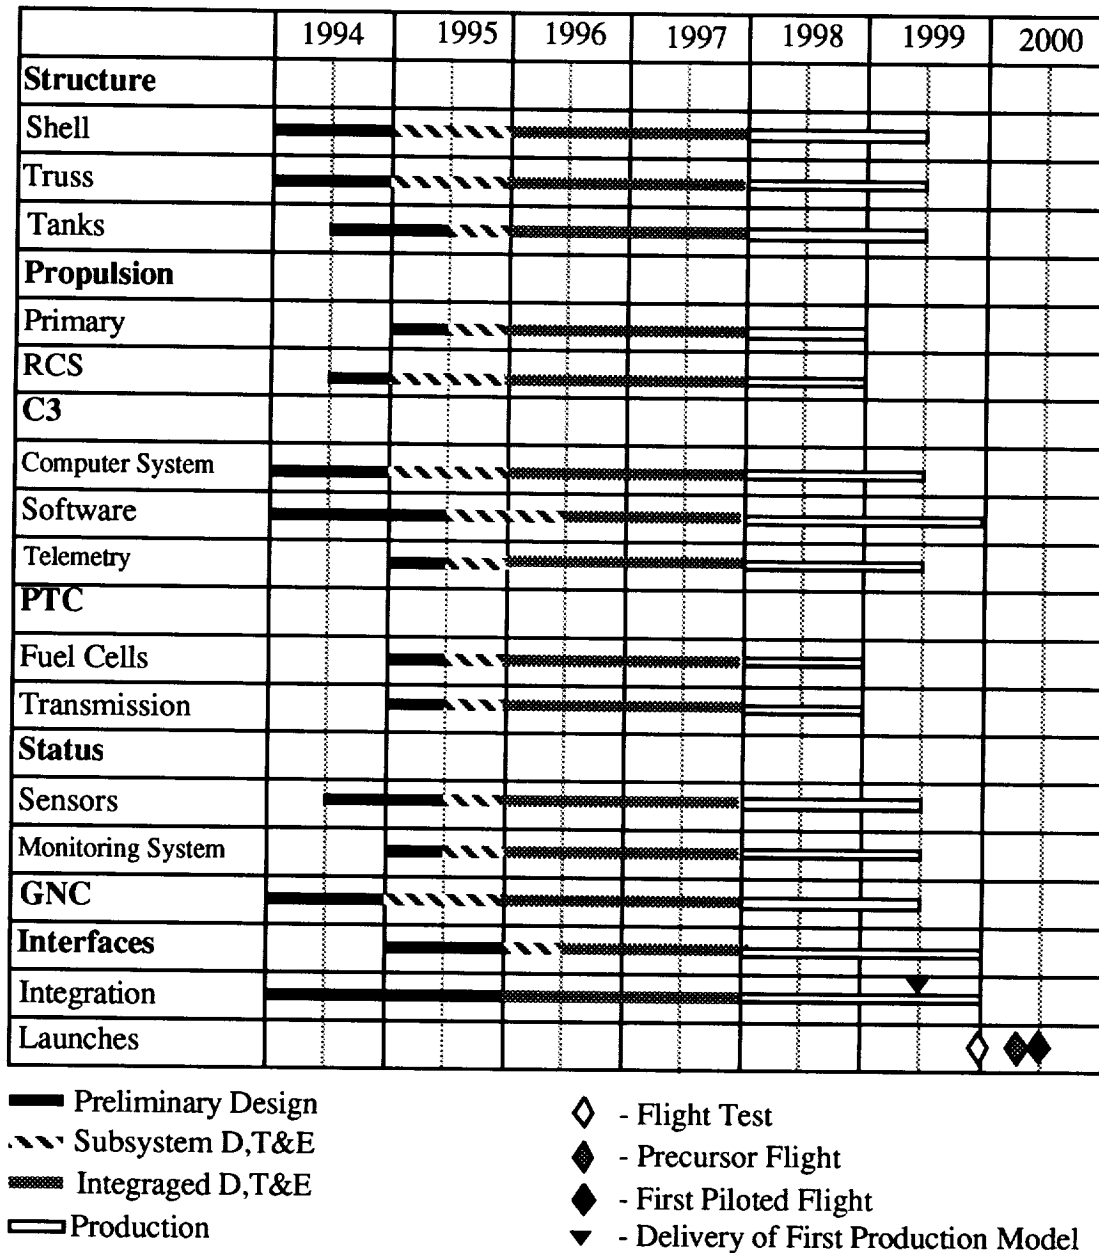 1994 1995 1996 1997 1998 1999 2000
Structure
Shell
Truss
Tanks
Propulsion
Primary
RCS
C3
Computer System
Software
Telemetry
PTC
Fuel Cells
Transmission
Status
Sensors
Monitoring System
GNC
Interfaces
Integration
Launches
Preliminary Design
Subsystem D,T&E
Integraged D,T&E
Production
- Flight Test
- Precursor Flight
- First Piloted Flight
- Delivery of First Production Model